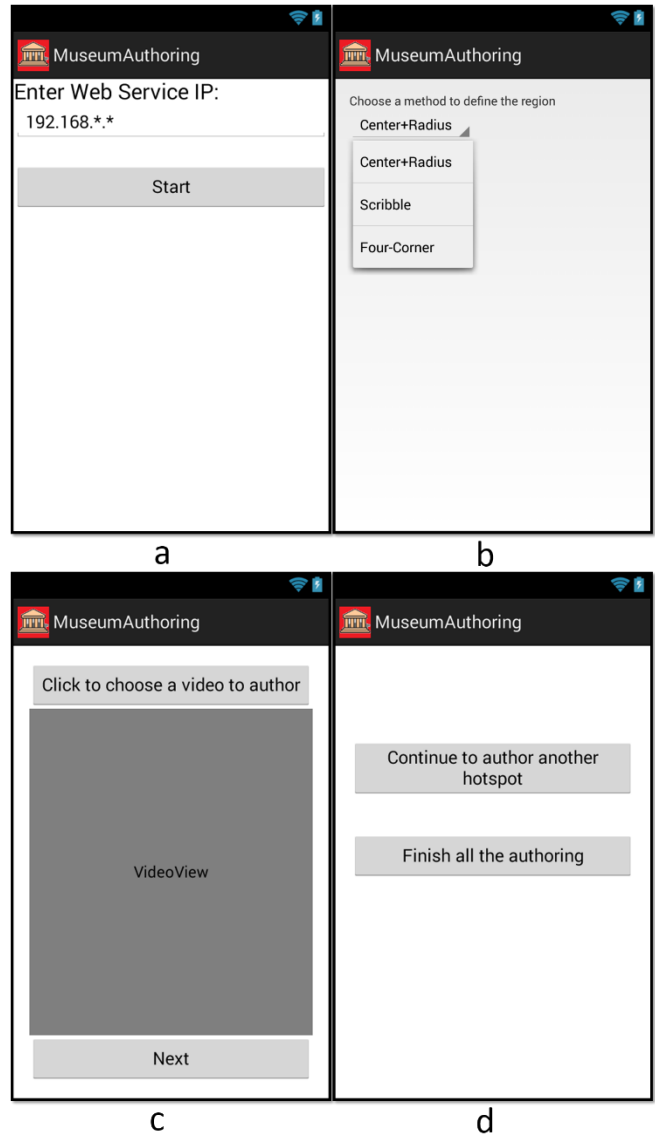 MuseumAuthoring
Enter Web Service IP:
192.168.*.*
Start
a
MuseumAuthoring
Choose a method to define the region
Center+Radius
Center+Radius
Scribble
Four-Corner
b
MuseumAuthoring
Click to choose a video to author
VideoView
Next
c
MuseumAuthoring
Continue to author another
hotspot
Finish all the authoring
d